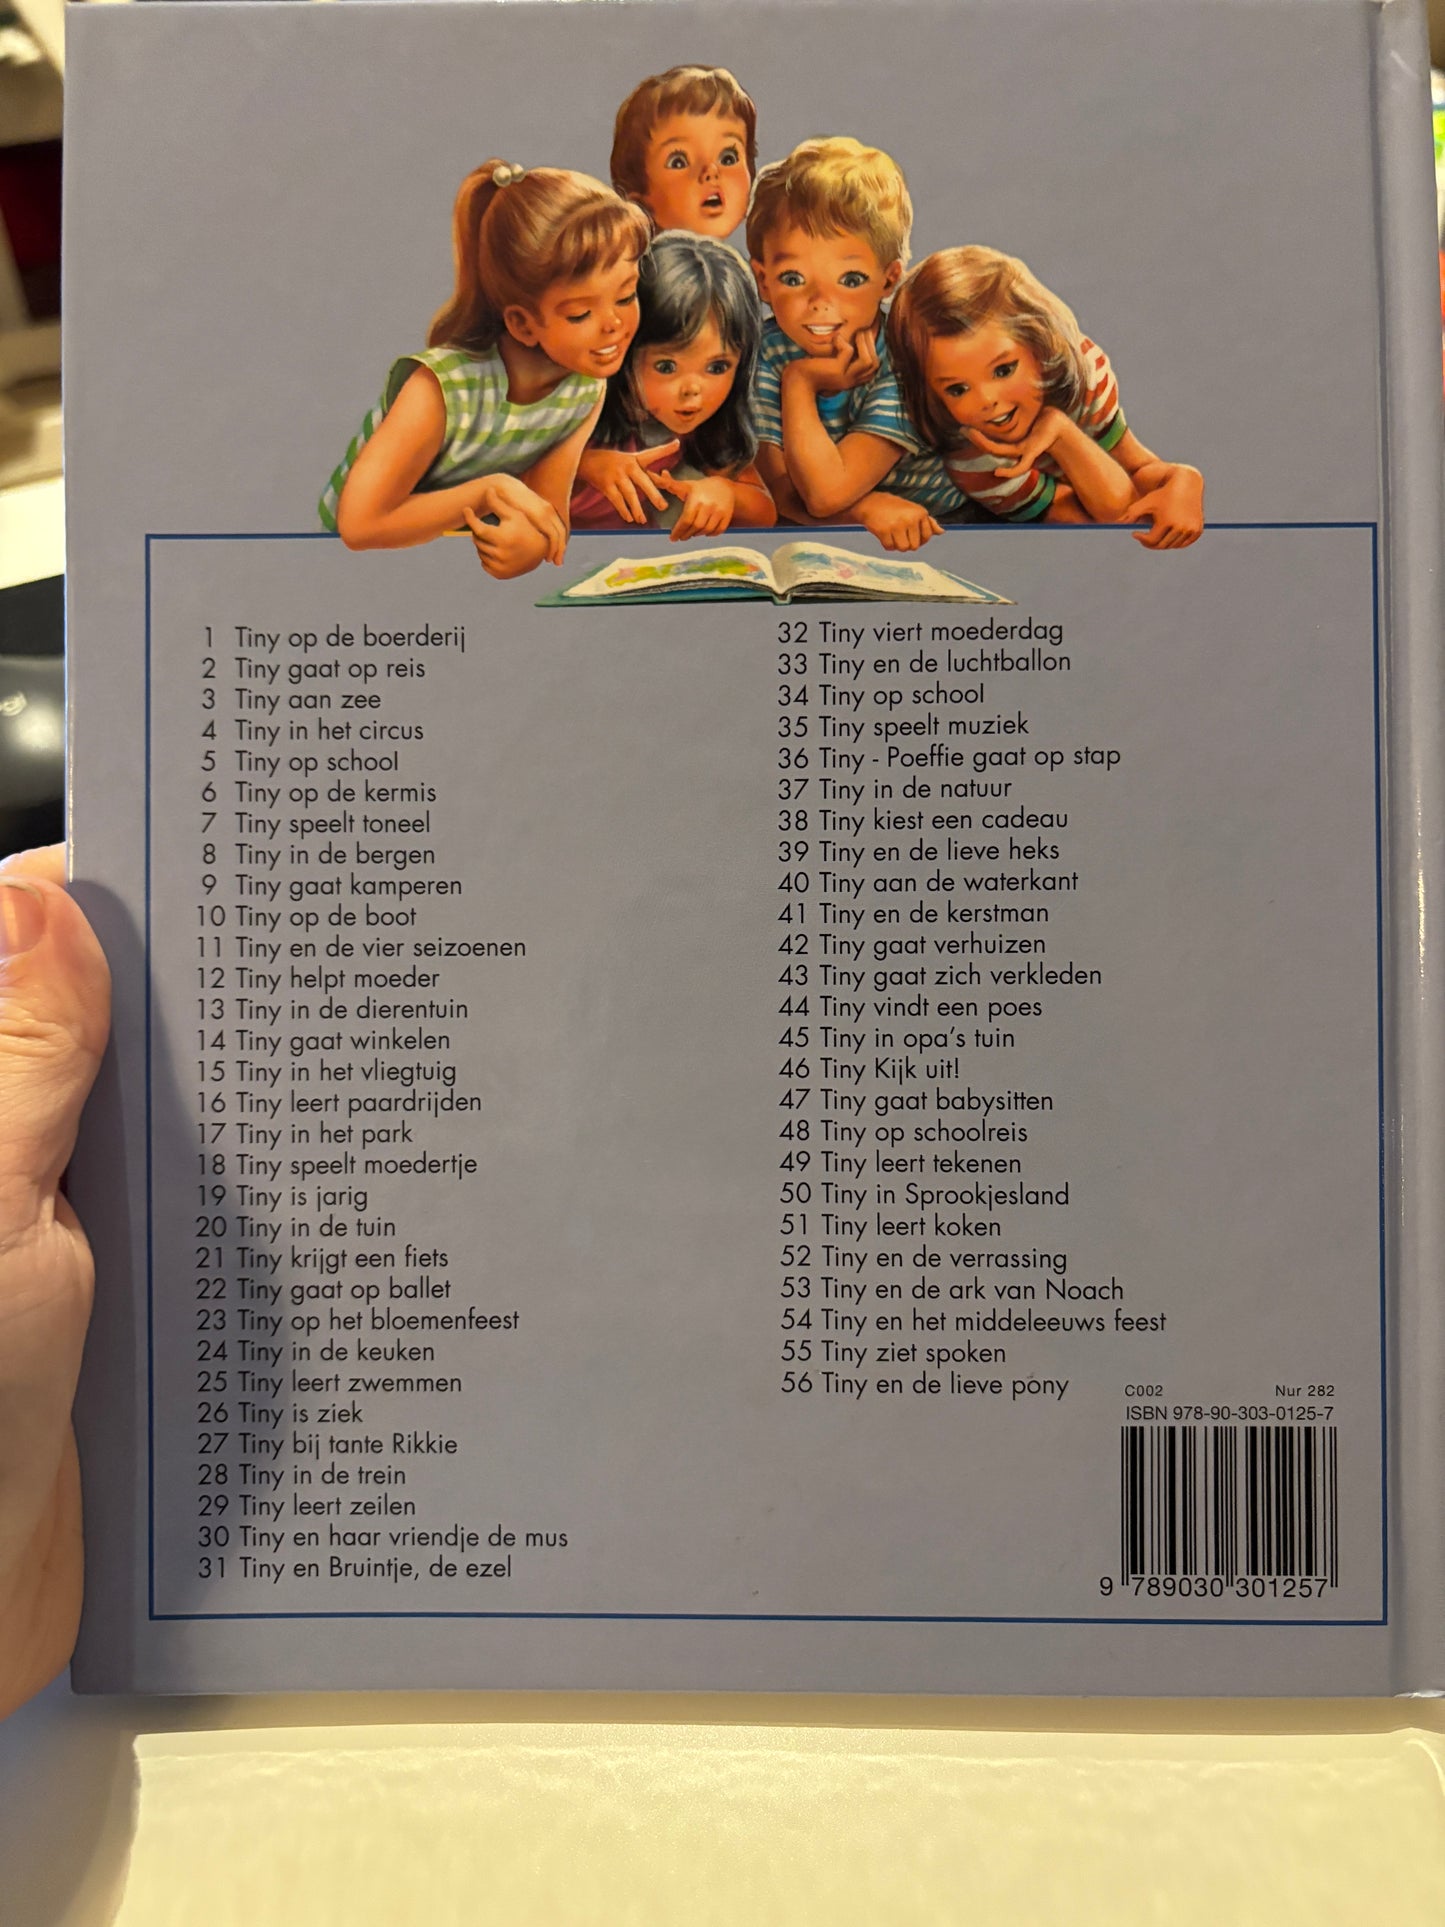 1 Tiny op de boerderij
2 Tiny gaat op reis
3 Tiny aan zee
4 Tiny in het circus
5 Tiny op school
6 Tiny op de kermis
7 Tiny speelt toneel
8 Tiny in de bergen
9 Tiny gaat kamperen
10 Tiny op de boot
11 Tiny en de vier seizoenen
12 Tiny helpt moeder
13 Tiny in de dierentuin
14 Tiny gaat winkelen
15 Tiny in het vliegtuig
16 Tiny leert paardrijden
17 Tiny in het park
18 Tiny speelt moedertje
19 Tiny is jarig
20 Tiny in de tuin
21 Tiny krijgt een fiets
22 Tiny gaat op ballet
23 Tiny op het bloemenfeest
24 Tiny in de keuken
25 Tiny leert zwemmen
26 Tiny is ziek
27 Tiny bij tante Rikkie
28 Tiny in de trein
29 Tiny leert zeilen
30 Tiny en haar vriendje de mus
31 Tiny en Bruintje, de ezel
32 Tiny viert moederdag
33 Tiny en de luchtballon
34 Tiny op school
35 Tiny speelt muziek
36 Tiny - Poeffie gaat op stap
37 Tiny in de natuur
38 Tiny kiest een cadeau
39 Tiny en de lieve heks
40 Tiny aan de waterkant
41 Tiny en de kerstman
42 Tiny gaat verhuizen
43 Tiny gaat zich verkleden
44 Tiny vindt een poes
45 Tiny in opa's tuin
46 Tiny Kijk uit!
47 Tiny gaat babysitten
48 Tiny op schoolreis
49 Tiny leert tekenen
50 Tiny in Sprookjesland
51 Tiny leert koken
52 Tiny en de verrassing
53 Tiny en de ark van Noach
54 Tiny en het middeleeuws feest
55 Tiny ziet spoken
56 Tiny en de lieve pony
C002 Nur 282
ISBN 978-90-303-0125-7
9 789030 301257